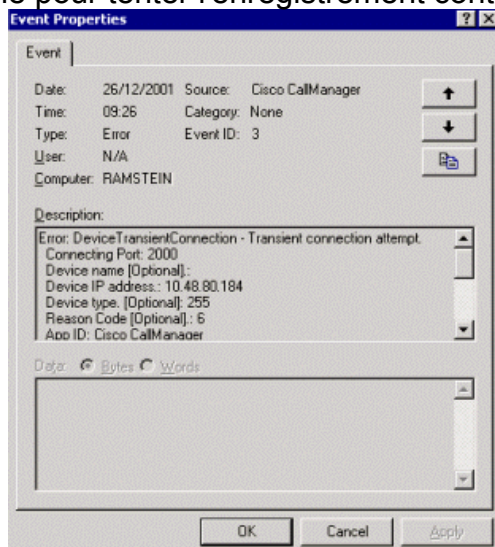 pour tenter l'enregistrement
Event Properties
Event
Date: 26/12/2001 Source: Cisco CallManager
Time: 09:26 Category: None
Type: Error Event ID: 3
User: N/A
Computer: RAMSTEIN
Description:
Error: DeviceTransientConnection - Transient connection attempt.
Connecting Port: 2000
Device name [Optional].:
Device IP address.: 10.48.80.184
Device type. [Optional]: 255
Reason Code [Optional].: 6
App ID: Cisco CallManager
Data: Bytes Words
OK Cancel Apply